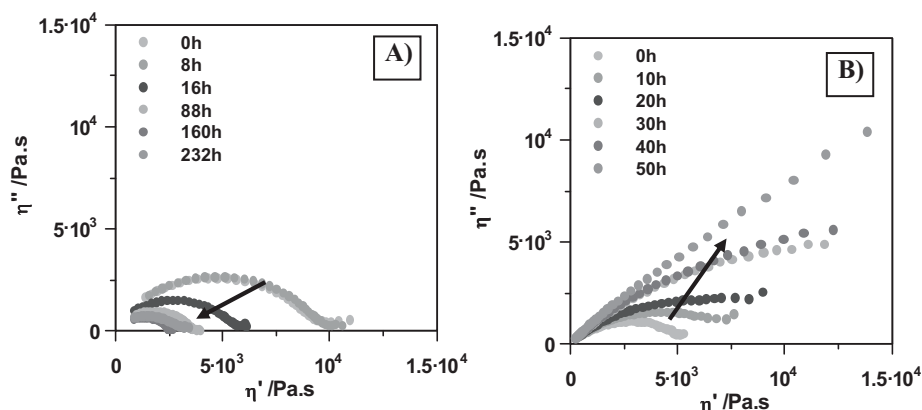 1.5·10⁴
10⁴
5·10³
0
η'' /Pa.s
0h
8h
16h
88h
160h
232h
A)
0
5·10³
10⁴
1.5·10⁴
η' /Pa.s
1.5·10⁴
10⁴
5·10³
0
η'' /Pa.s
0h
10h
20h
30h
40h
50h
B)
0
5·10³
10⁴
1.5·10⁴
η' /Pa.s